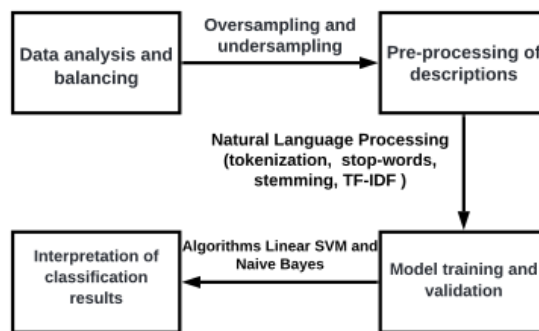 Data analysis and
balancing
Oversampling and
undersampling
Pre-processing of
descriptions
Natural Language Processing
(tokenization, stop-words,
stemming, TF-IDF )
Model training and
validation
Algorithms Linear SVM and
Naive Bayes
Interpretation of
classification
results